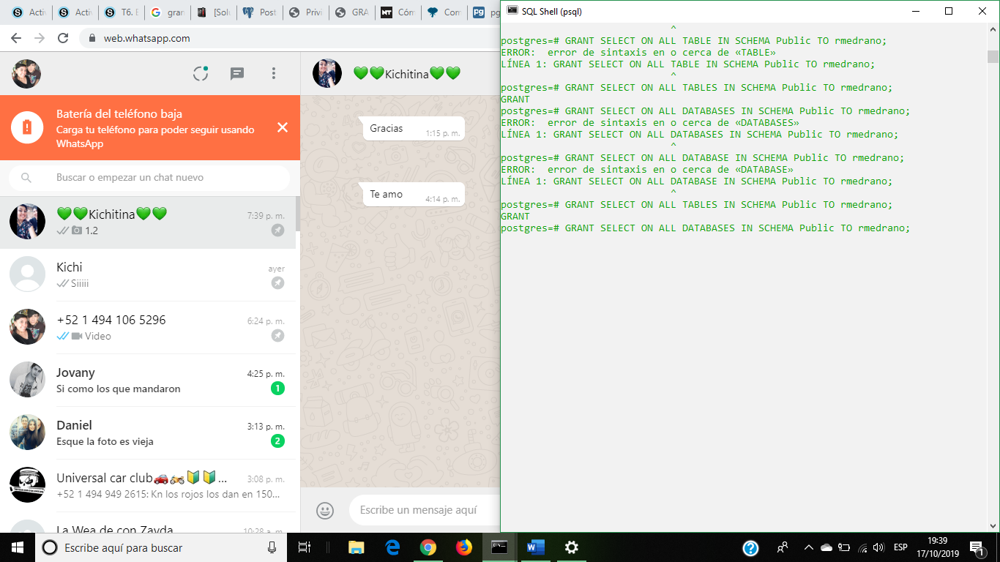 Activ
Activ
T6. E
gran
[Solu
Post
Privi
GRA
Cóm
Com
pg
web.whatsapp.com
Batería del teléfono baja
Carga tu teléfono para poder seguir usando
WhatsApp
Buscar o empezar un chat nuevo
💚💚Kichitina💚💚
7:39 p. m.
1.2
Kichi
ayer
Siiiii
+52 1 494 106 5296
6:24 p. m.
Video
Jovany
4:25 p. m.
Si como los que mandaron
1
Daniel
3:13 p. m.
Esque la foto es vieja
2
Universal car club🚗🏍🔰🔰...
3:08 p. m.
+52 1 494 949 2615: Kn los rojos los dan en 150...
La Wea de con Zayda
10:28 a. m.
💚💚Kichitina💚💚
Gracias
1:15 p. m.
Te amo
4:14 p. m.
Escribe un mensaje aquí
SQL Shell (psql)
^
postgres=# GRANT SELECT ON ALL TABLE IN SCHEMA Public TO rmedrano;
ERROR:  error de sintaxis en o cerca de «TABLE»
LÍNEA 1: GRANT SELECT ON ALL TABLE IN SCHEMA Public TO rmedrano;
^
postgres=# GRANT SELECT ON ALL TABLES IN SCHEMA Public TO rmedrano;
GRANT
postgres=# GRANT SELECT ON ALL DATABASES IN SCHEMA Public TO rmedrano;
ERROR:  error de sintaxis en o cerca de «DATABASES»
LÍNEA 1: GRANT SELECT ON ALL DATABASES IN SCHEMA Public TO rmedrano;
^
postgres=# GRANT SELECT ON ALL DATABASE IN SCHEMA Public TO rmedrano;
ERROR:  error de sintaxis en o cerca de «DATABASE»
LÍNEA 1: GRANT SELECT ON ALL DATABASE IN SCHEMA Public TO rmedrano;
^
postgres=# GRANT SELECT ON ALL TABLES IN SCHEMA Public TO rmedrano;
GRANT
postgres=# GRANT SELECT ON ALL DATABASES IN SCHEMA Public TO rmedrano;
Escribe aquí para buscar
ESP
19:39
17/10/2019
1